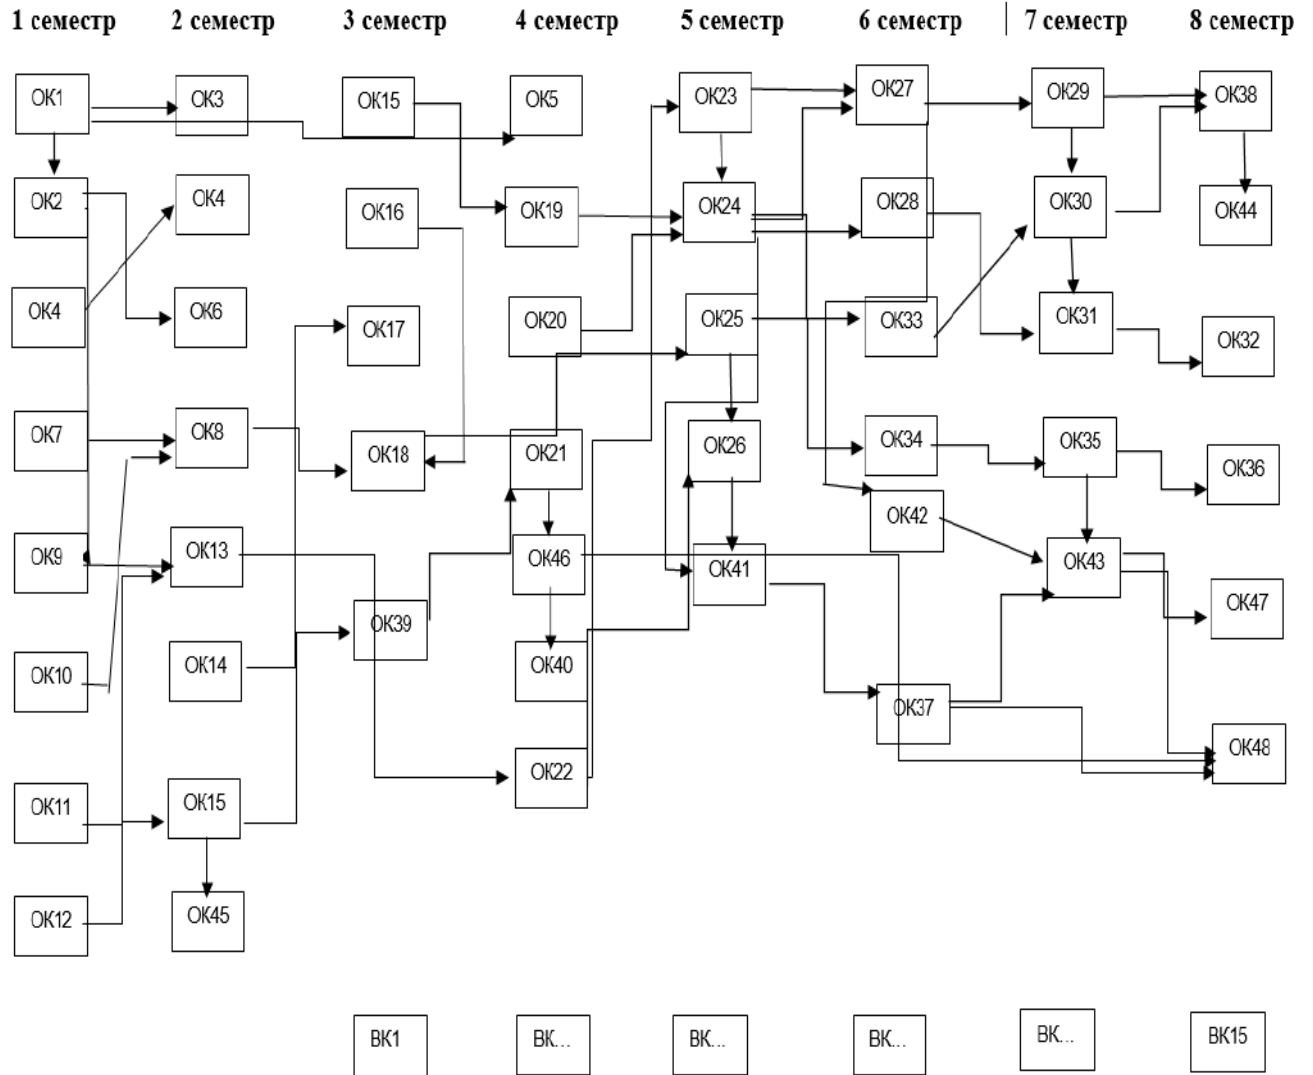 1 семестр 2 семестр 3 семестр 4 семестр 5 семестр 6 семестр 7 семестр 8 семестр
ОК1 ОК3 ОК15 ОК5 ОК23 ОК27 ОК29 ОК38
ОК2 ОК4 ОК16 ОК19 ОК24 ОК28 ОК30 ОК44
ОК4 ОК6 ОК17 ОК20 ОК25 ОК33 ОК31 ОК32
ОК7 ОК8 ОК18 ОК21 ОК26 ОК34 ОК35 ОК36
ОК42
ОК9 ОК13 ОК46 ОК41 ОК43 ОК47
ОК39
ОК10 ОК14 ОК40 ОК37
ОК11 ОК15 ОК22 ОК48
ОК12 ОК45
ВК1 ВК... ВК... ВК... ВК... ВК15